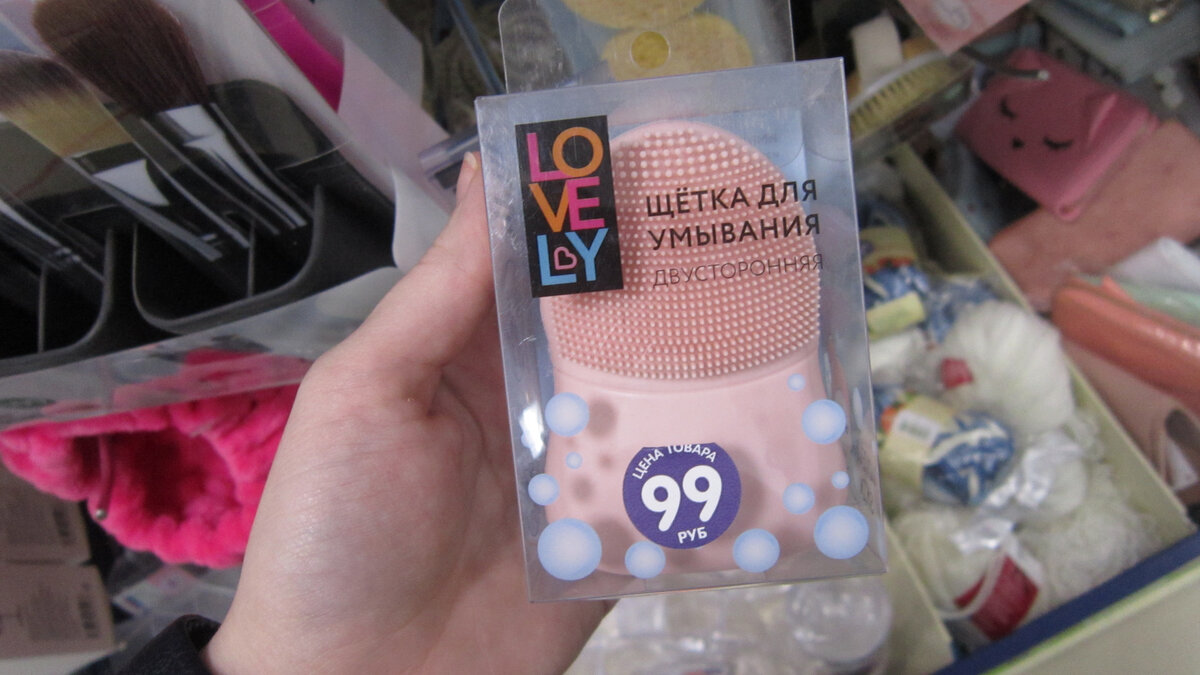 LO
VE
LY
ЩЁТКА ДЛЯ
УМЫВАНИЯ
ДВУСТОРОННЯЯ
ЦЕНА ТОВАРА
99
РУБ